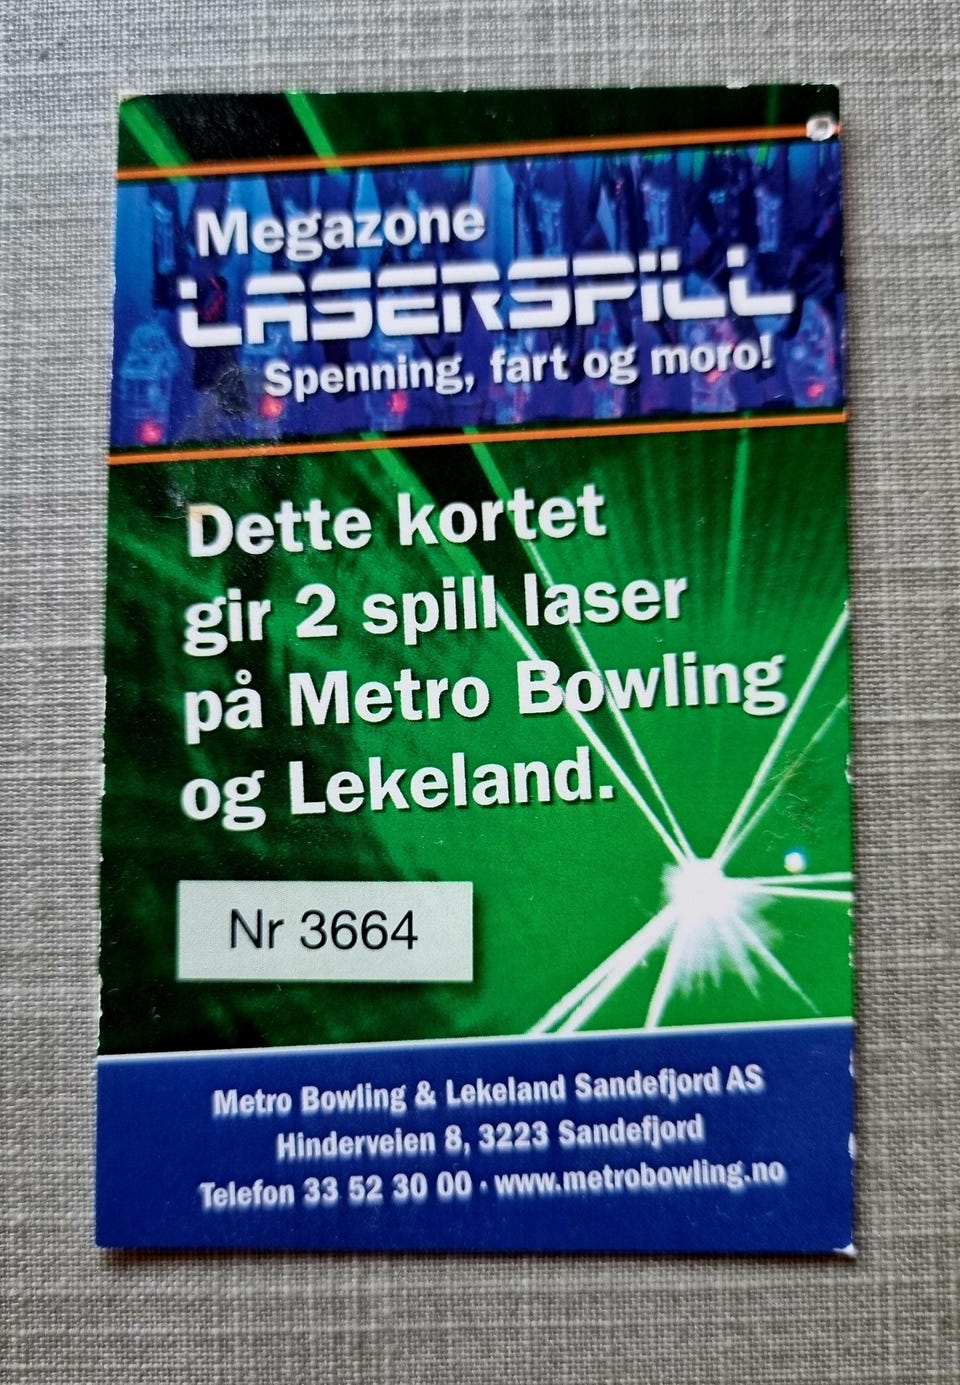 Megazone
LASERSPILL
Spenning, fart og moro!
Dette kortet
gir 2 spill laser
på Metro Bowling
og Lekeland.
Nr 3664
Metro Bowling & Lekeland Sandefjord AS
Hinderveien 8, 3223 Sandefjord
Telefon 33 52 30 00 · www.metrobowling.no